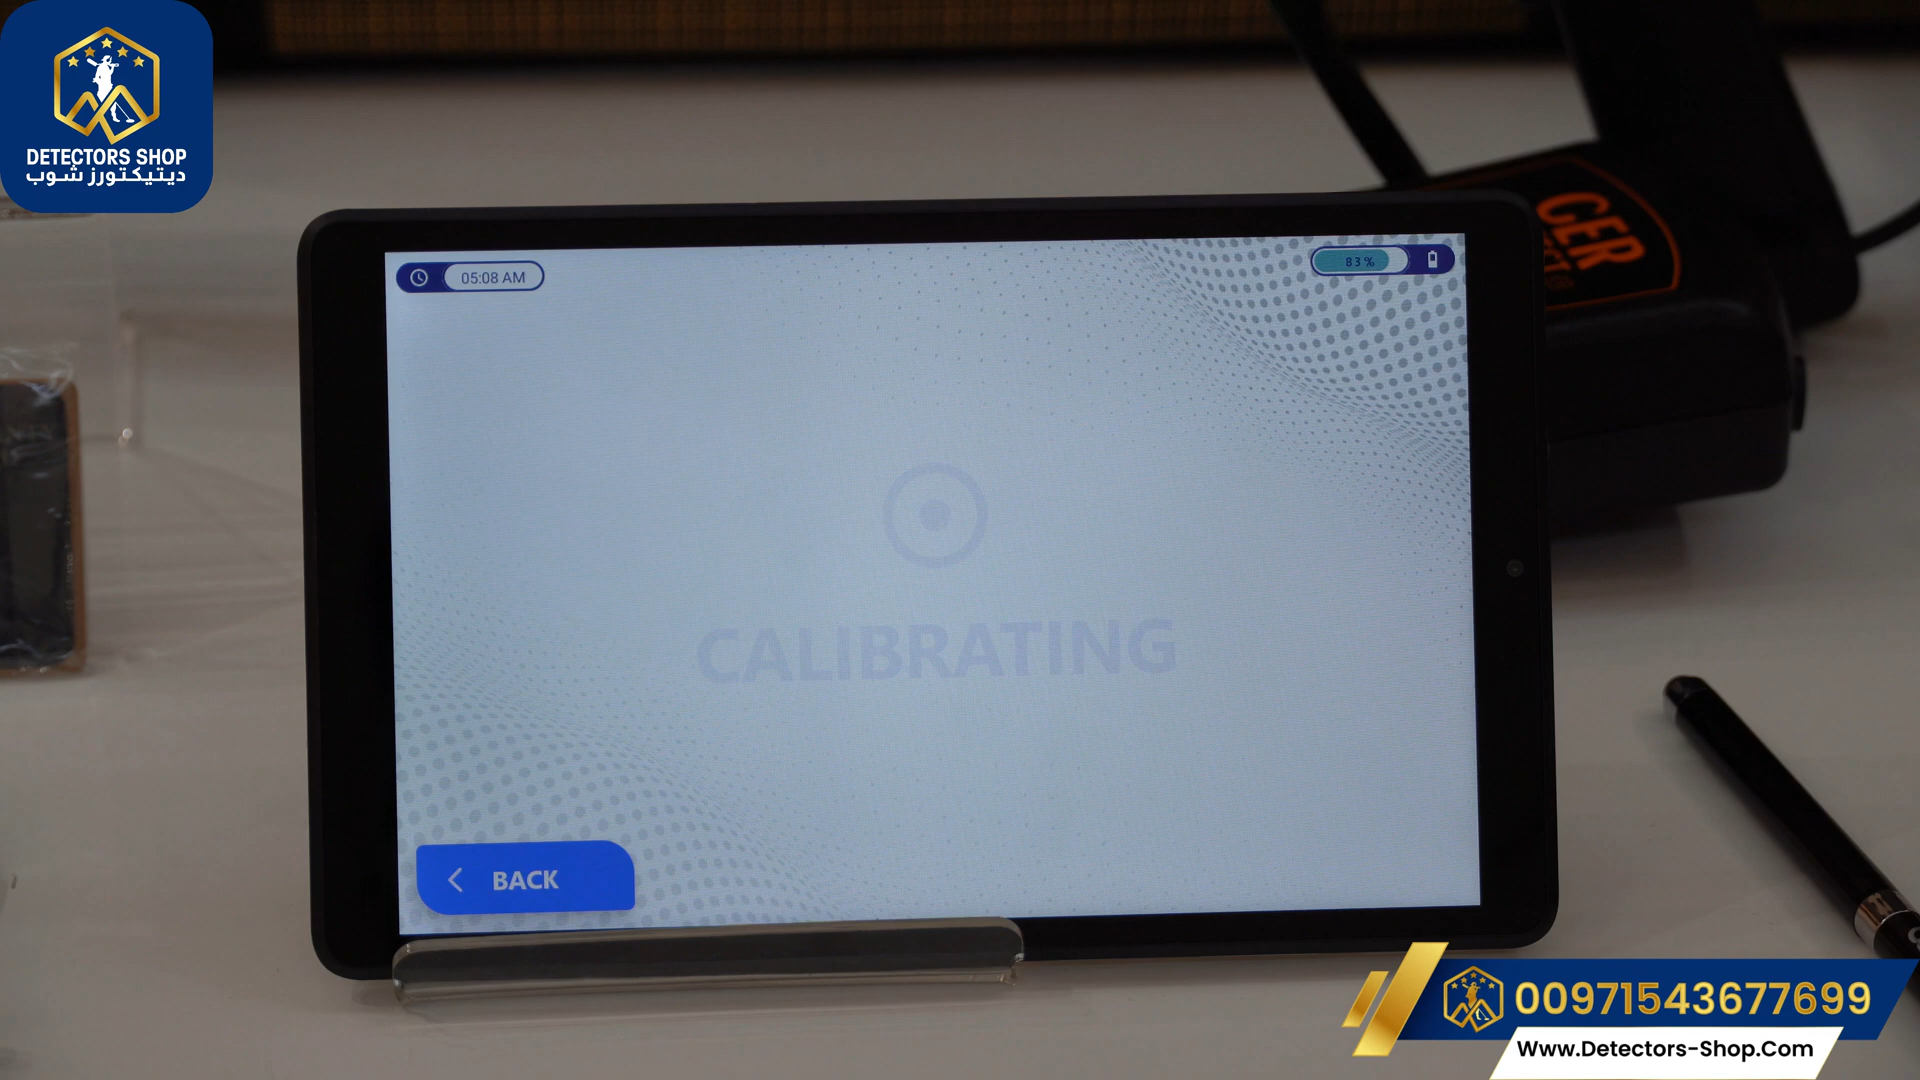 DETECTORS SHOP
ديتيكتورز شوب
05:08 AM
83%
CER
CALIBRATING
BACK
00971543677699
Www.Detectors-Shop.Com